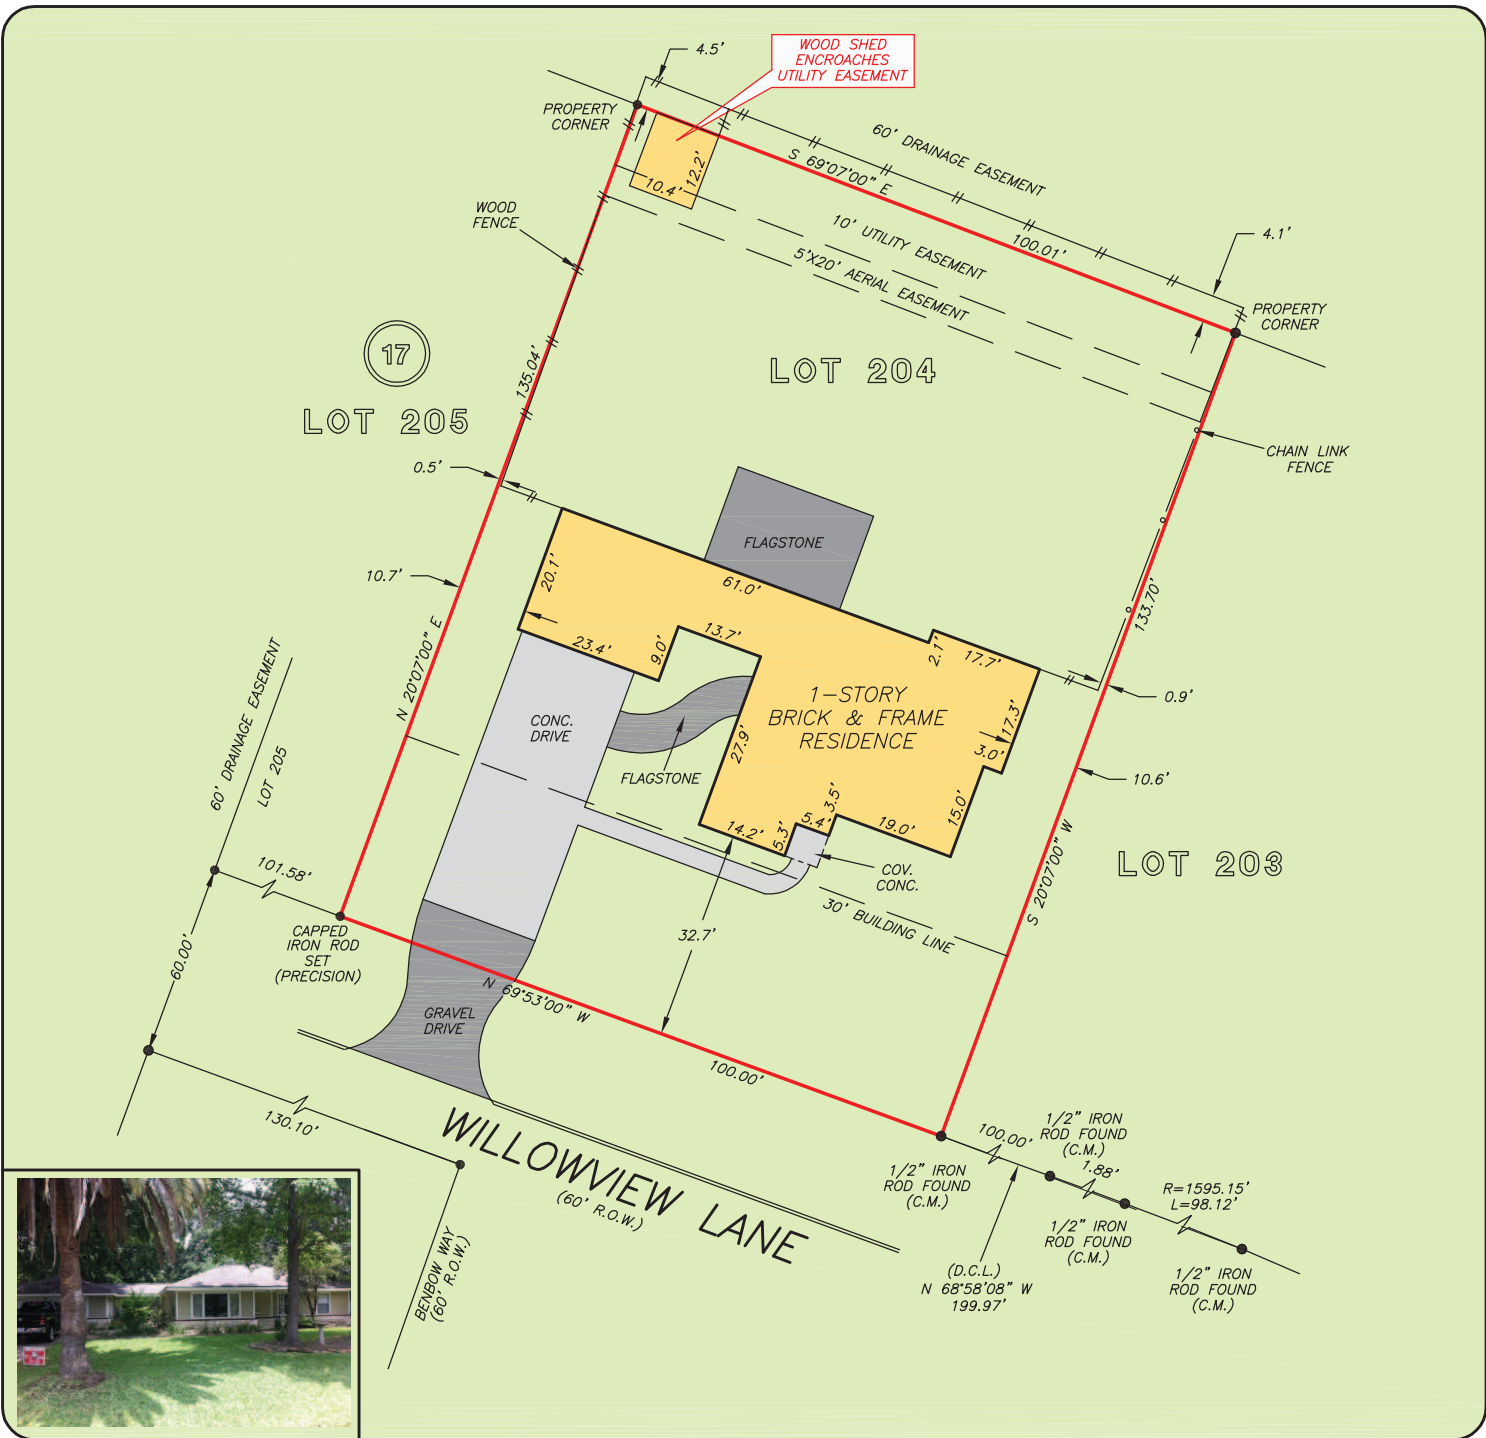 4.5'
WOOD SHED
ENCROACHES
UTILITY EASEMENT
PROPERTY
CORNER
60' DRAINAGE EASEMENT
S 69°07'00" E
100.01'
12.2'
10.4'
10' UTILITY EASEMENT
5'X20' AERIAL EASEMENT
4.1'
PROPERTY
CORNER
WOOD
FENCE
17
LOT 205
135.04'
LOT 204
0.5'
CHAIN LINK
FENCE
FLAGSTONE
10.7'
20.1'
61.0'
133.70'
23.4'
9.0'
13.7'
2.1'
17.7'
N 20°07'00" E
1-STORY
BRICK & FRAME
RESIDENCE
17.3'
3.0'
0.9'
CONC.
DRIVE
FLAGSTONE
27.9'
10.6'
60' DRAINAGE EASEMENT
LOT 205
14.2'
5.3'
5.4'
3.5'
19.0'
15.0'
COV.
CONC.
LOT 203
S 20°07'00" W
101.58'
30' BUILDING LINE
32.7'
CAPPED
IRON ROD
SET
(PRECISION)
60.00'
N 69°53'00" W
GRAVEL
DRIVE
100.00'
130.10'
WILLOWVIEW LANE
(60' R.O.W.)
BENBOW WAY
(60' R.O.W.)
1/2" IRON
ROD FOUND
(C.M.)
100.00'
1/2" IRON
ROD FOUND
(C.M.)
1.88'
R=1595.15'
L=98.12'
1/2" IRON
ROD FOUND
(C.M.)
1/2" IRON
ROD FOUND
(C.M.)
(D.C.L.)
N 68°58'08" W
199.97'